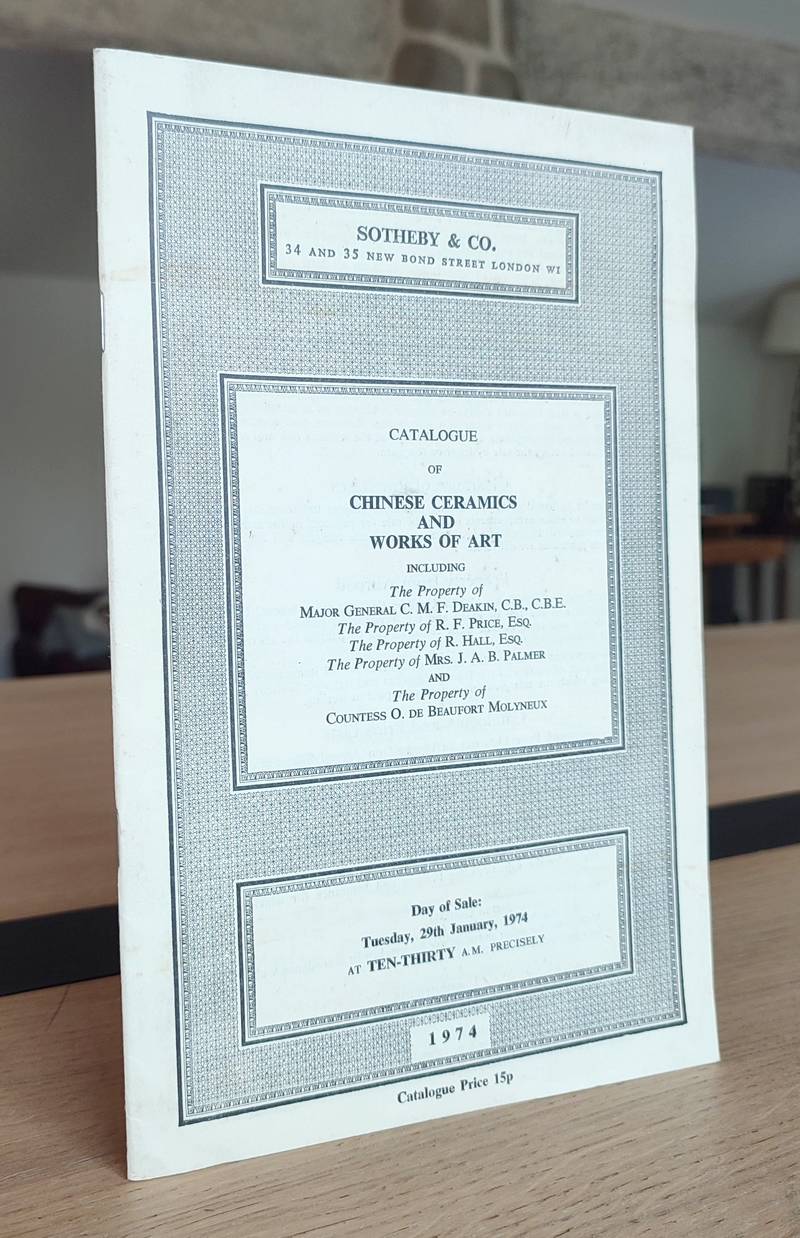 SOTHEBY & CO.
34 AND 35 NEW BOND STREET LONDON W1
CATALOGUE
OF
CHINESE CERAMICS
AND
WORKS OF ART
INCLUDING
The Property of
MAJOR GENERAL C. M. F. DEAKIN, C.B., C.B.E.
The Property of R. F. PRICE, ESQ.
The Property of R. HALL, ESQ.
The Property of MRS. J. A. B. PALMER
AND
The Property of
COUNTESS O. DE BEAUFORT MOLYNEUX
Day of Sale:
Tuesday, 29th January, 1974
AT TEN-THIRTY A.M. PRECISELY
1974
Catalogue Price 15p